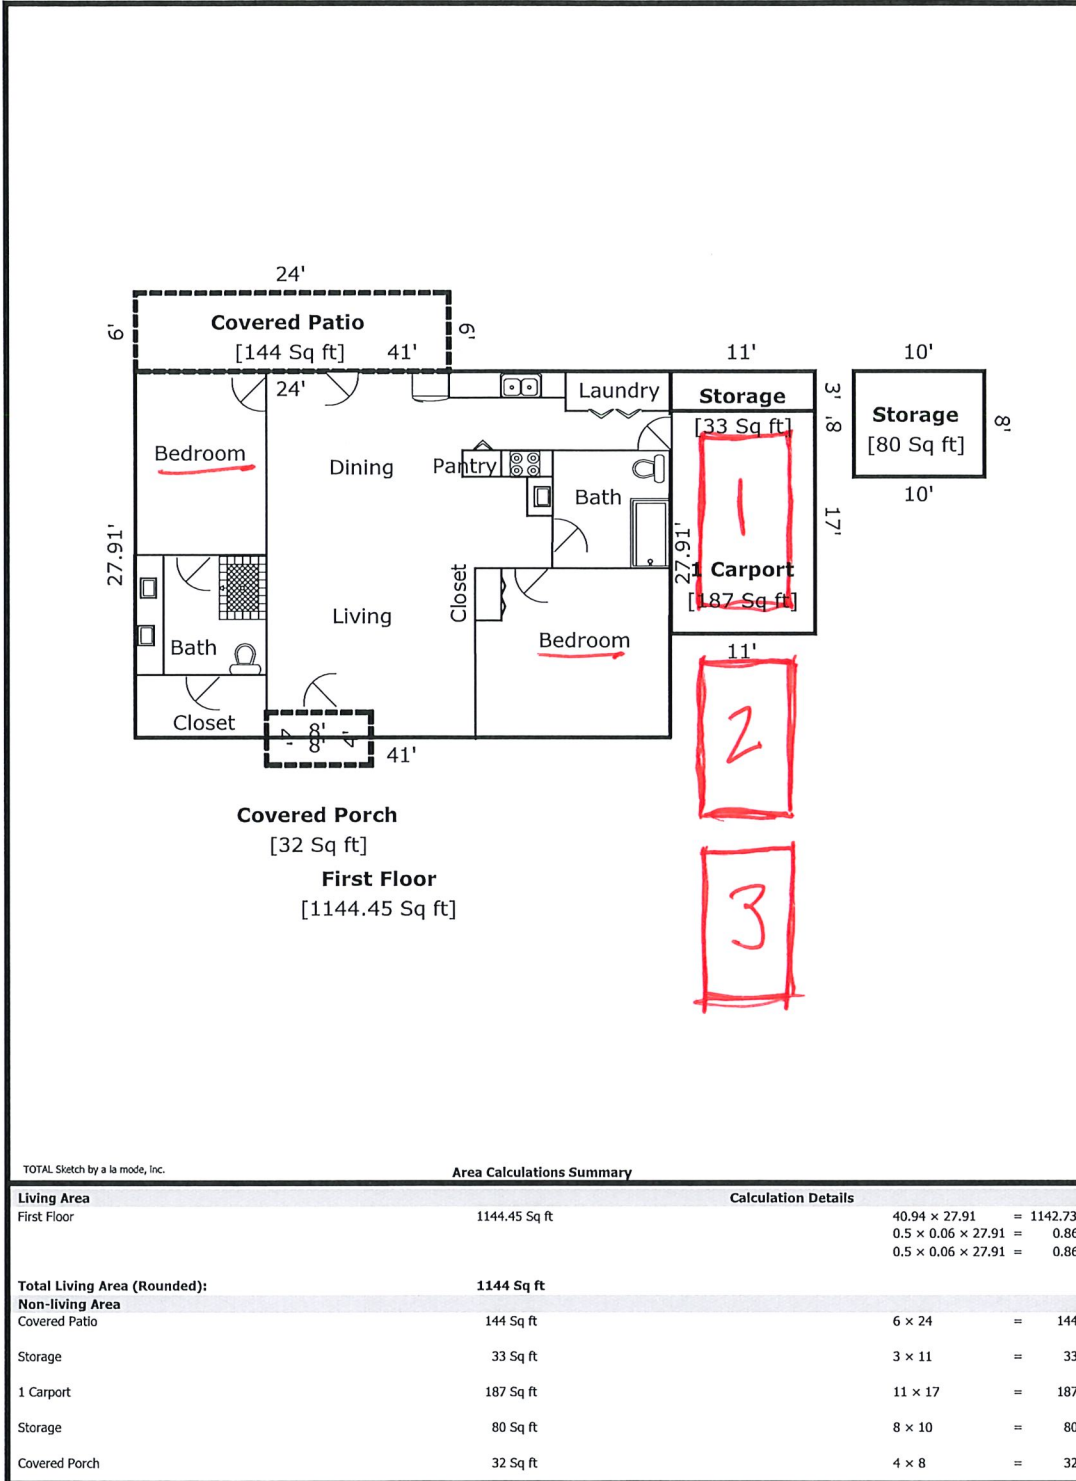 24'
6'
Covered Patio
[144 Sq ft]
41'
6'
24'
11'
10'
Laundry
Storage
[33 Sq ft]
3'
8'
Storage
[80 Sq ft]
8'
10'
Bedroom
Dining
Pantry
Bath
1
17'
27.91'
27.91'
1 Carport
[187 Sq ft]
11'
Closet
Living
Bedroom
Bath
Closet
4'
8'
8'
4'
41'
2
3
Covered Porch
[32 Sq ft]
First Floor
[1144.45 Sq ft]
TOTAL Sketch by a la mode, inc.
Area Calculations Summary
Living Area Calculation Details
First Floor 1144.45 Sq ft 40.94 × 27.91 = 1142.73
0.5 × 0.06 × 27.91 = 0.86
0.5 × 0.06 × 27.91 = 0.86
Total Living Area (Rounded): 1144 Sq ft
Non-living Area
Covered Patio 144 Sq ft 6 × 24 = 144
Storage 33 Sq ft 3 × 11 = 33
1 Carport 187 Sq ft 11 × 17 = 187
Storage 80 Sq ft 8 × 10 = 80
Covered Porch 32 Sq ft 4 × 8 = 32